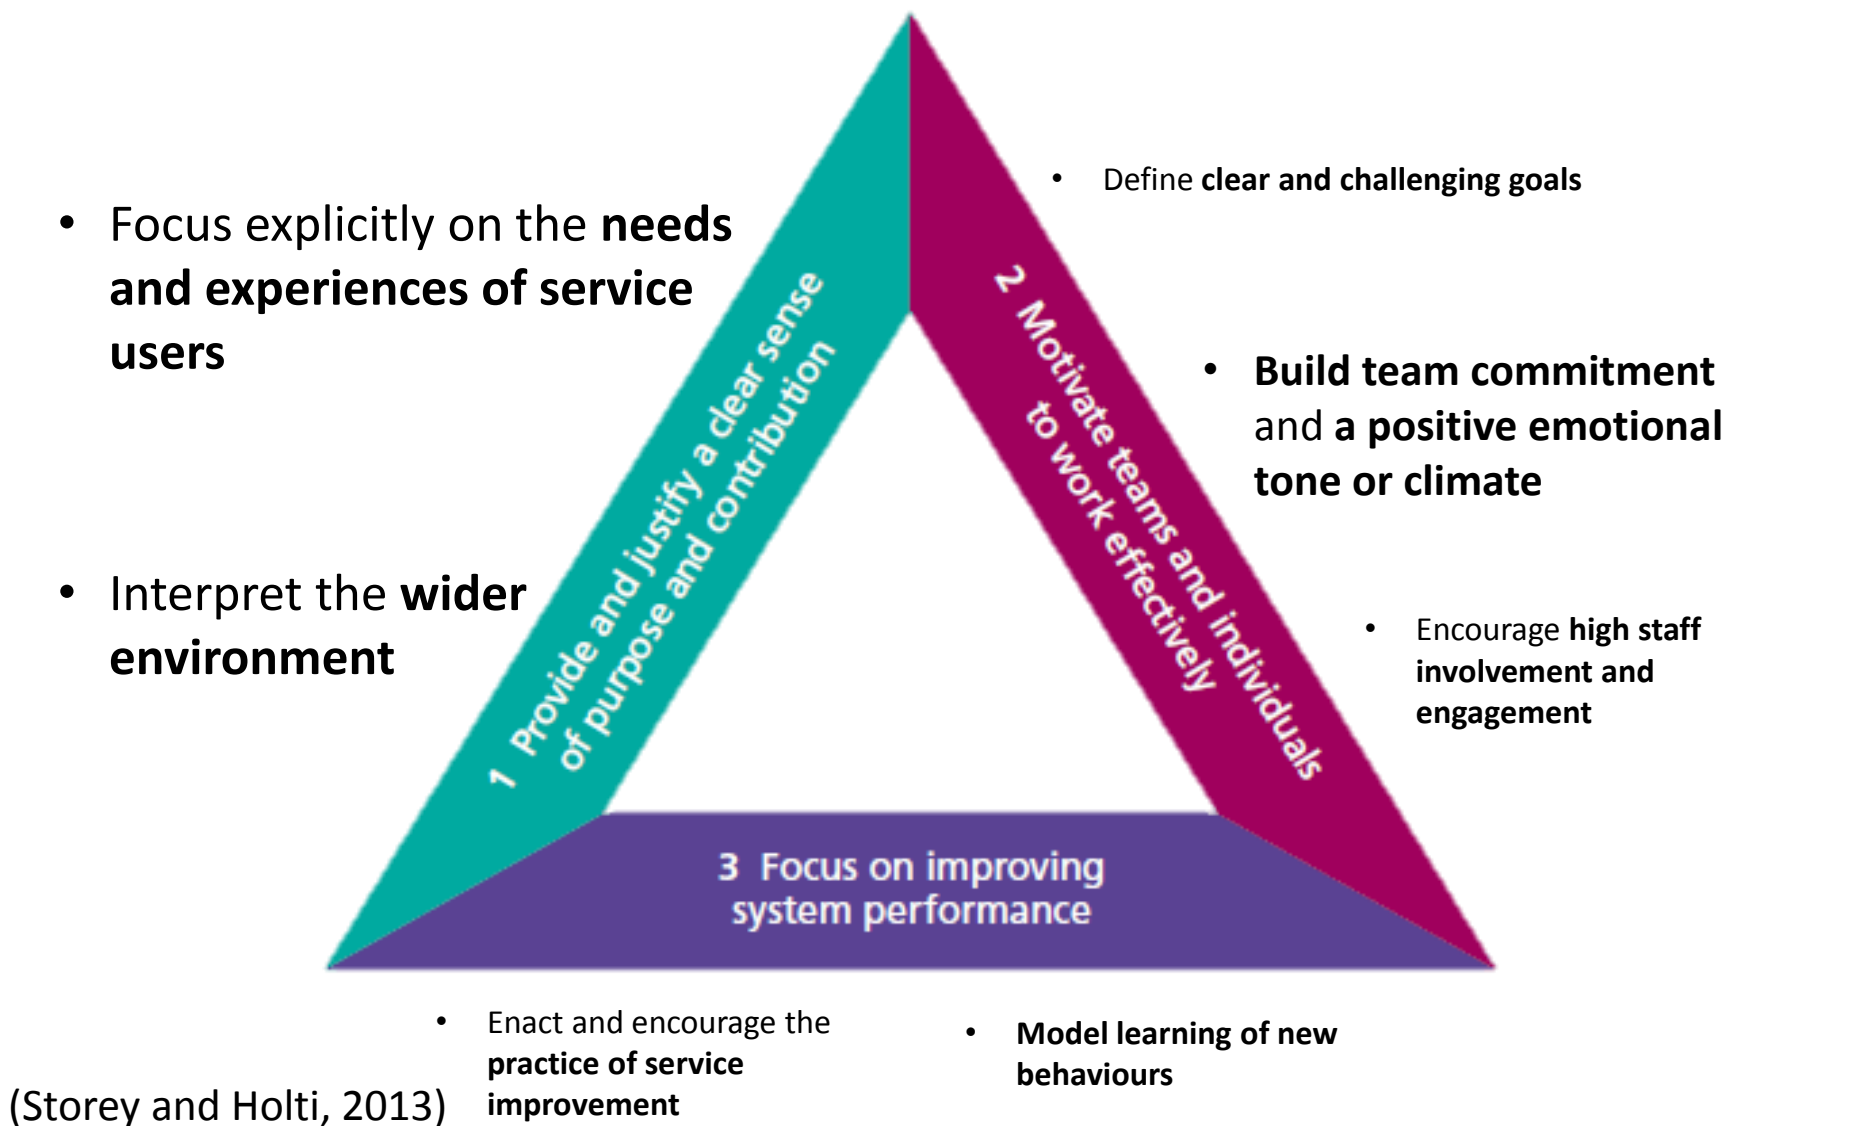 • Focus explicitly on the needs
and experiences of service
users
• Interpret the wider
environment
1 Provide and justify a clear sense
of purpose and contribution
2 Motivate teams and individuals
to work effectively
• Define clear and challenging goals
• Build team commitment
and a positive emotional
tone or climate
• Encourage high staff
involvement and
engagement
3 Focus on improving
system performance
• Enact and encourage the
practice of service
improvement
• Model learning of new
behaviours
(Storey and Holti, 2013)